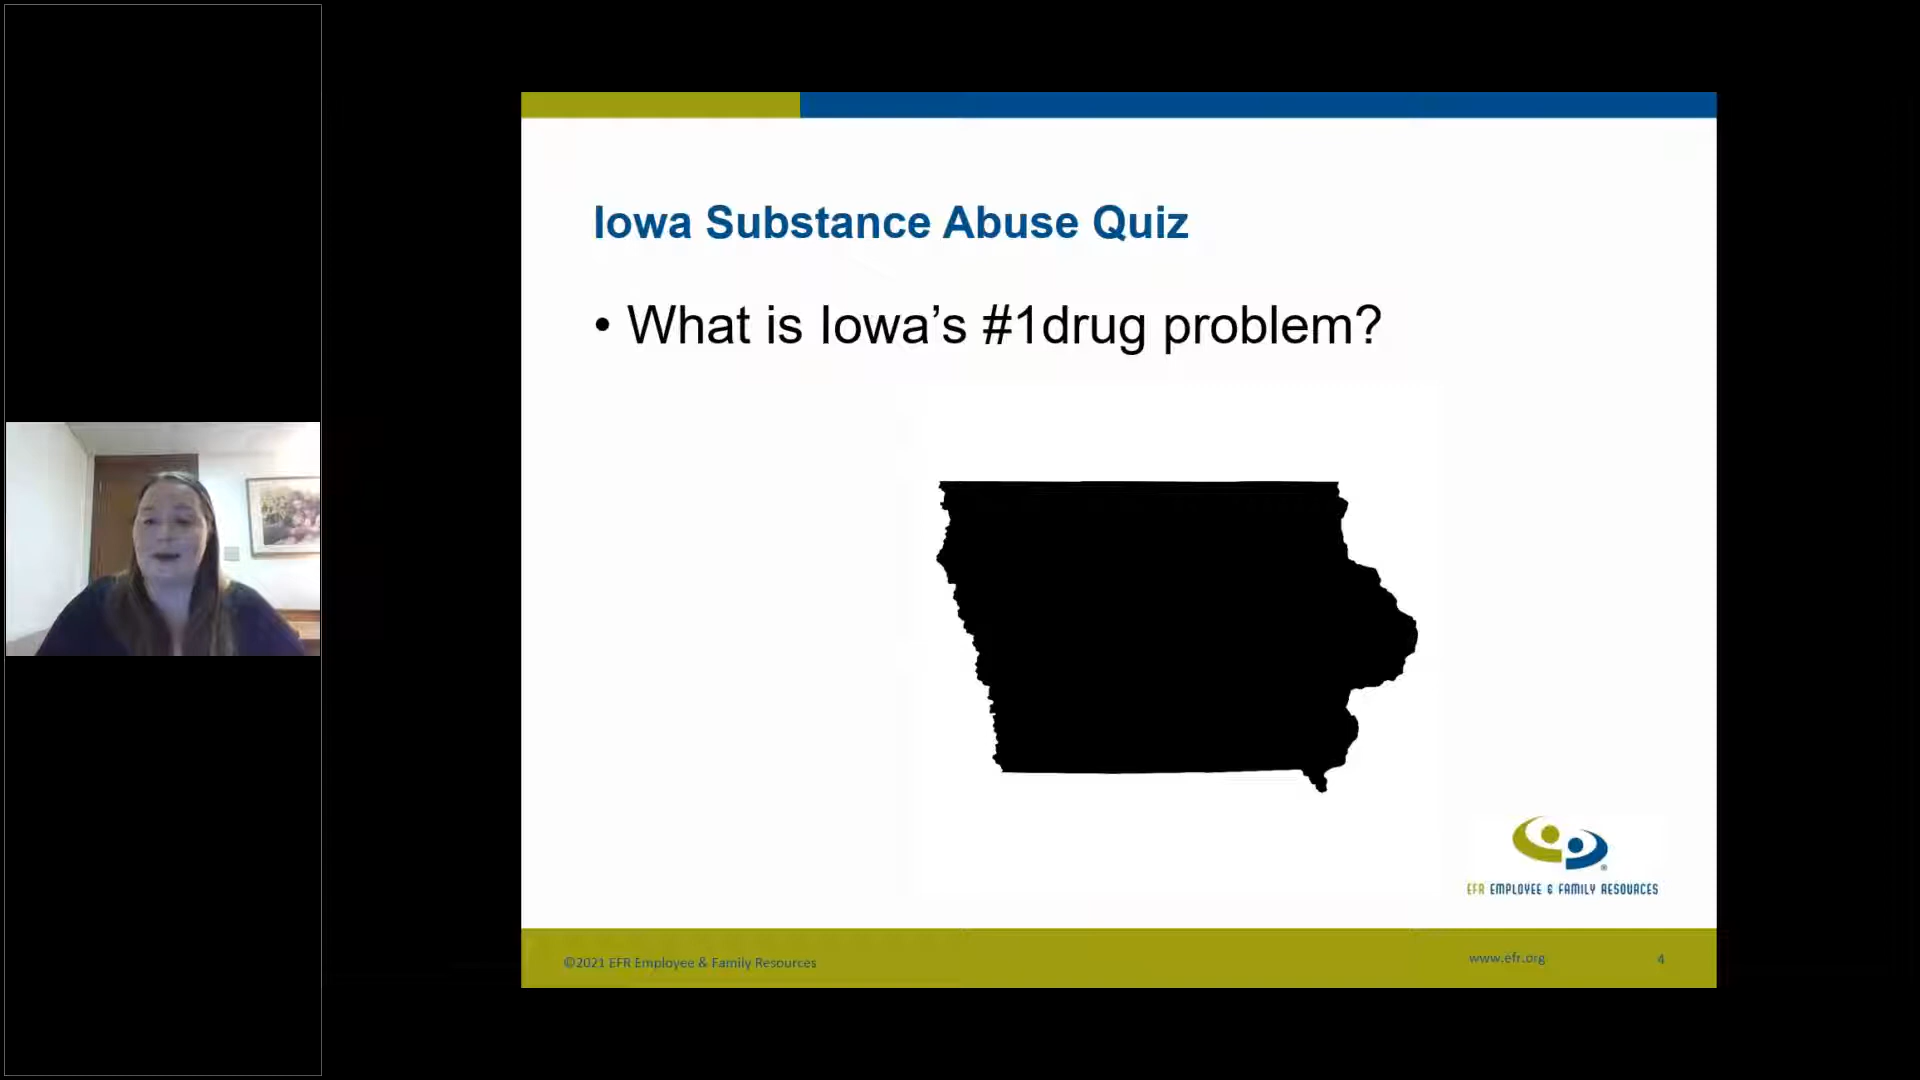 Iowa Substance Abuse Quiz
• What is Iowa’s #1drug problem?
EFR EMPLOYEE & FAMILY RESOURCES
©2021 EFR Employee & Family Resources
www.efr.org
4